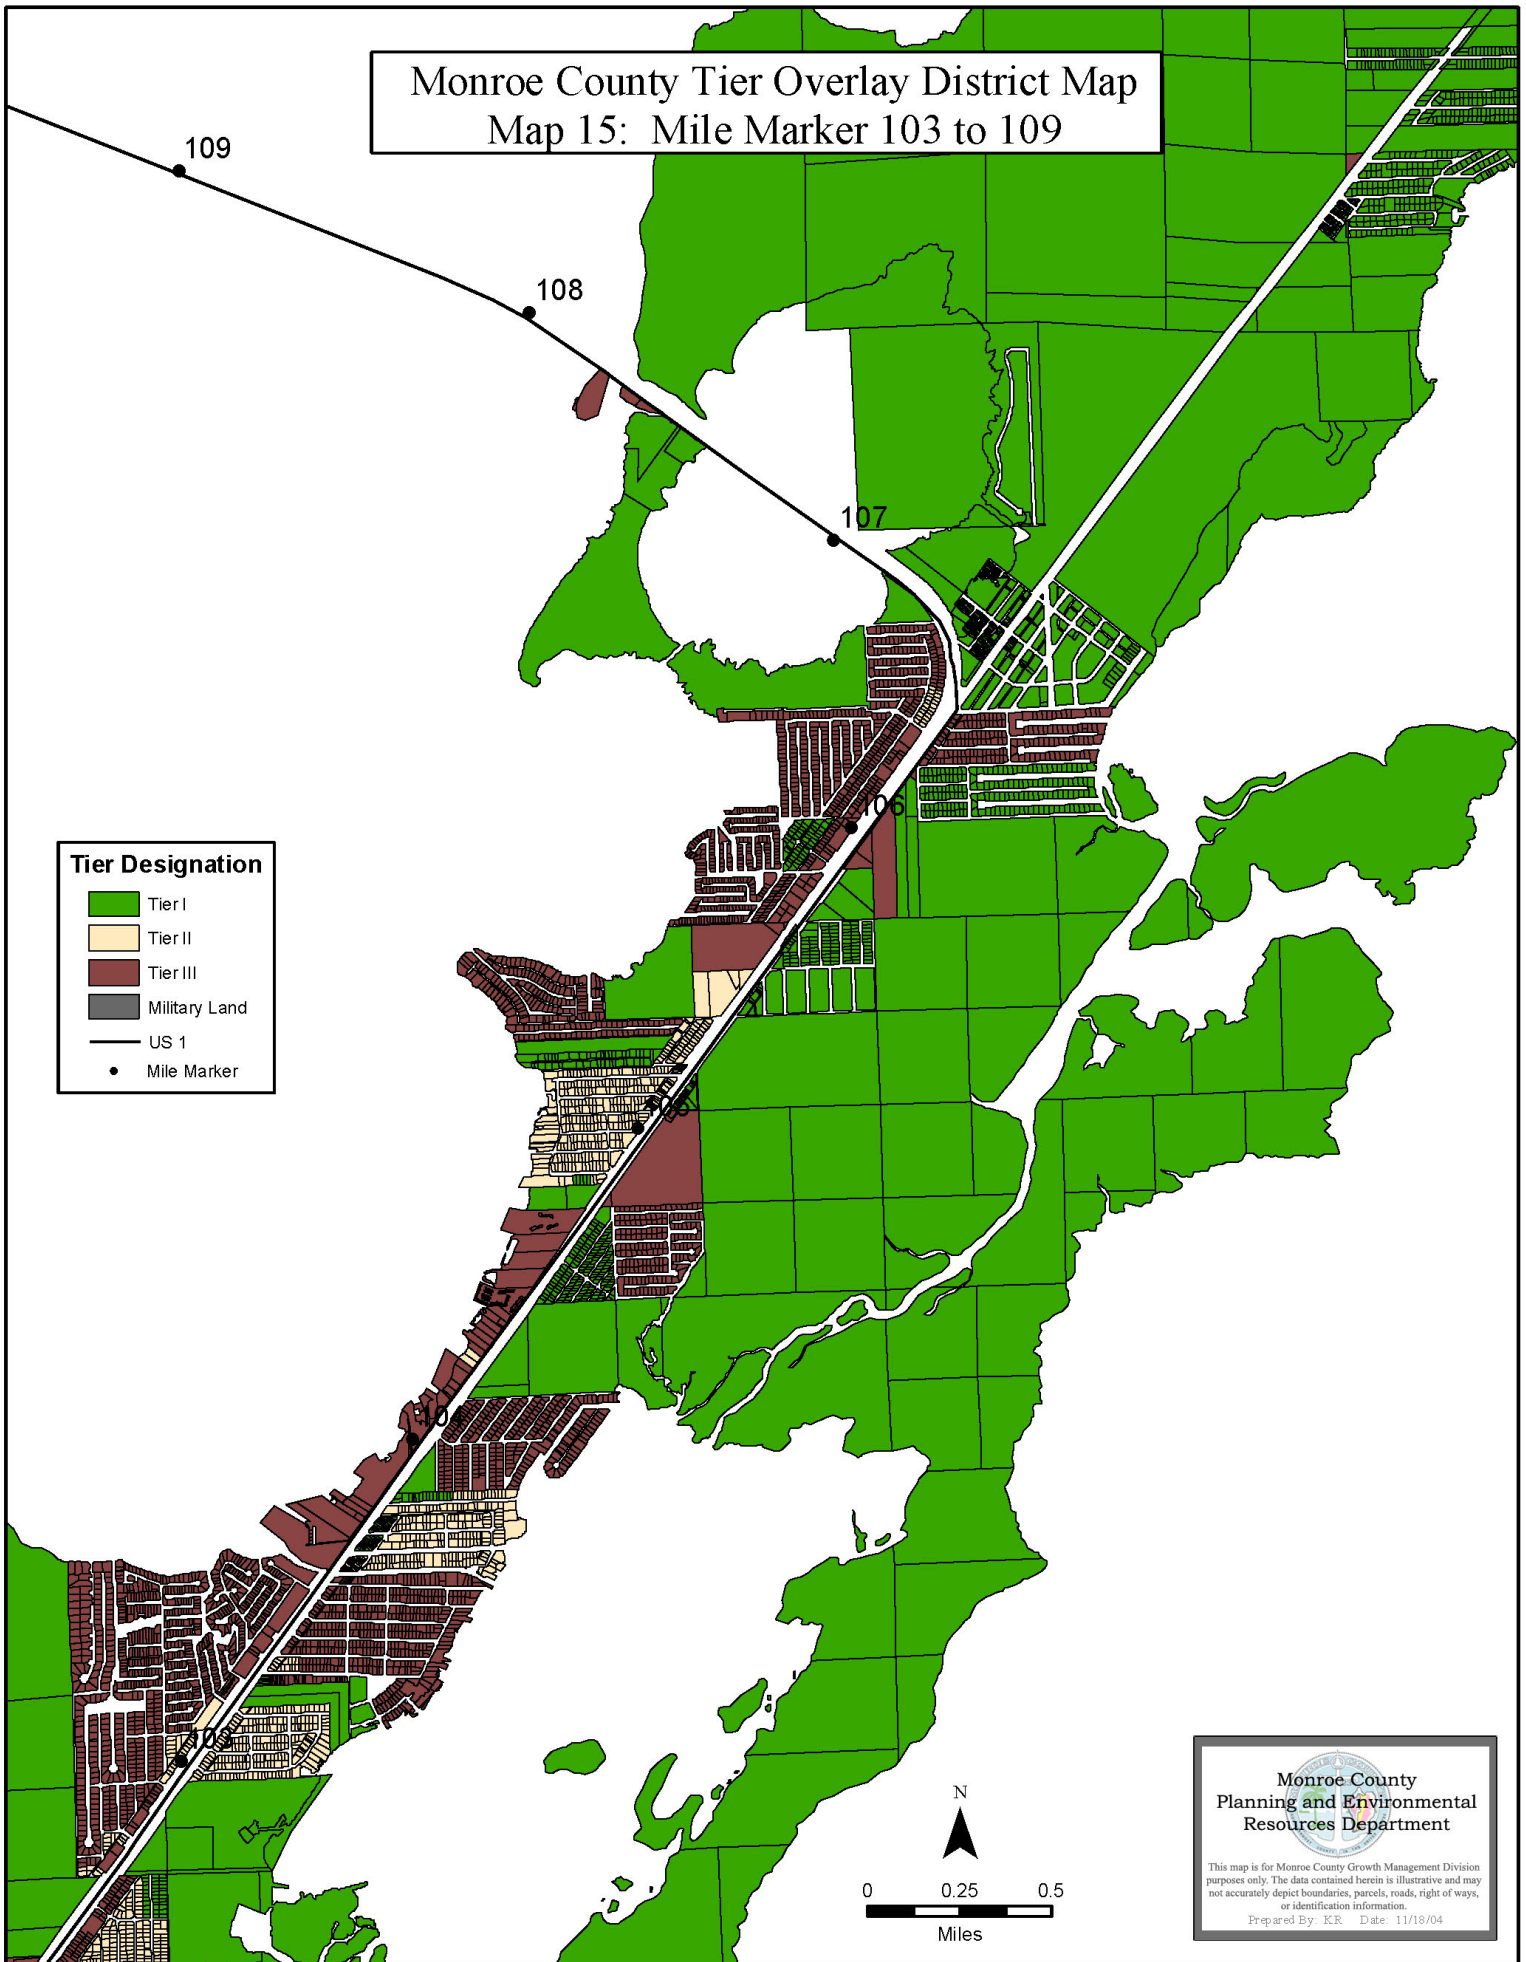 Monroe County Tier Overlay District Map
Map 15: Mile Marker 103 to 109
109
108
107
106
Tier Designation
Tier I
Tier II
Tier III
Military Land
US 1
Mile Marker
105
104
103
Monroe County
Planning and Environmental
Resources Department
This map is for Monroe County Growth Management Division
purposes only. The data contained herein is illustrative and may
not accurately depict boundaries, parcels, roads, right of ways,
or identification information.
Prepared By: KR Date: 11/18/04
N
0 0.25 0.5
Miles